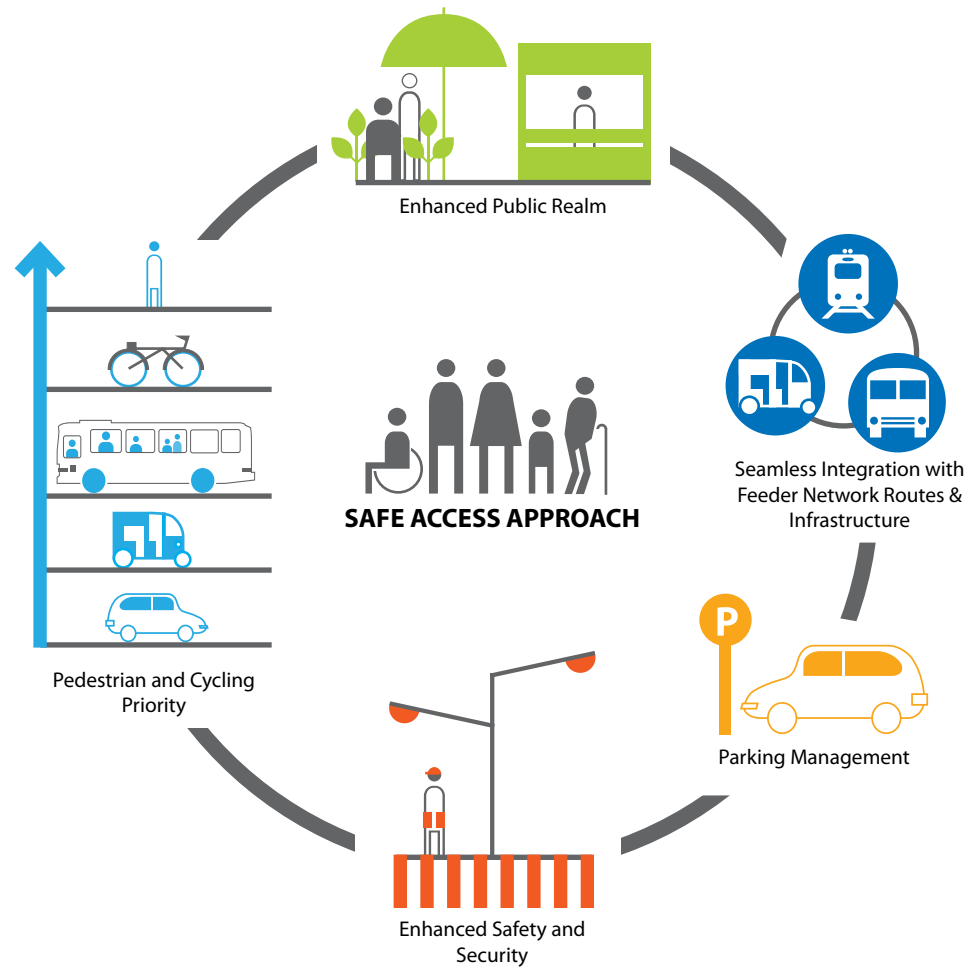 Enhanced Public Realm
Seamless Integration with
Feeder Network Routes &
Infrastructure
SAFE ACCESS APPROACH
P
Parking Management
Pedestrian and Cycling
Priority
Enhanced Safety and
Security